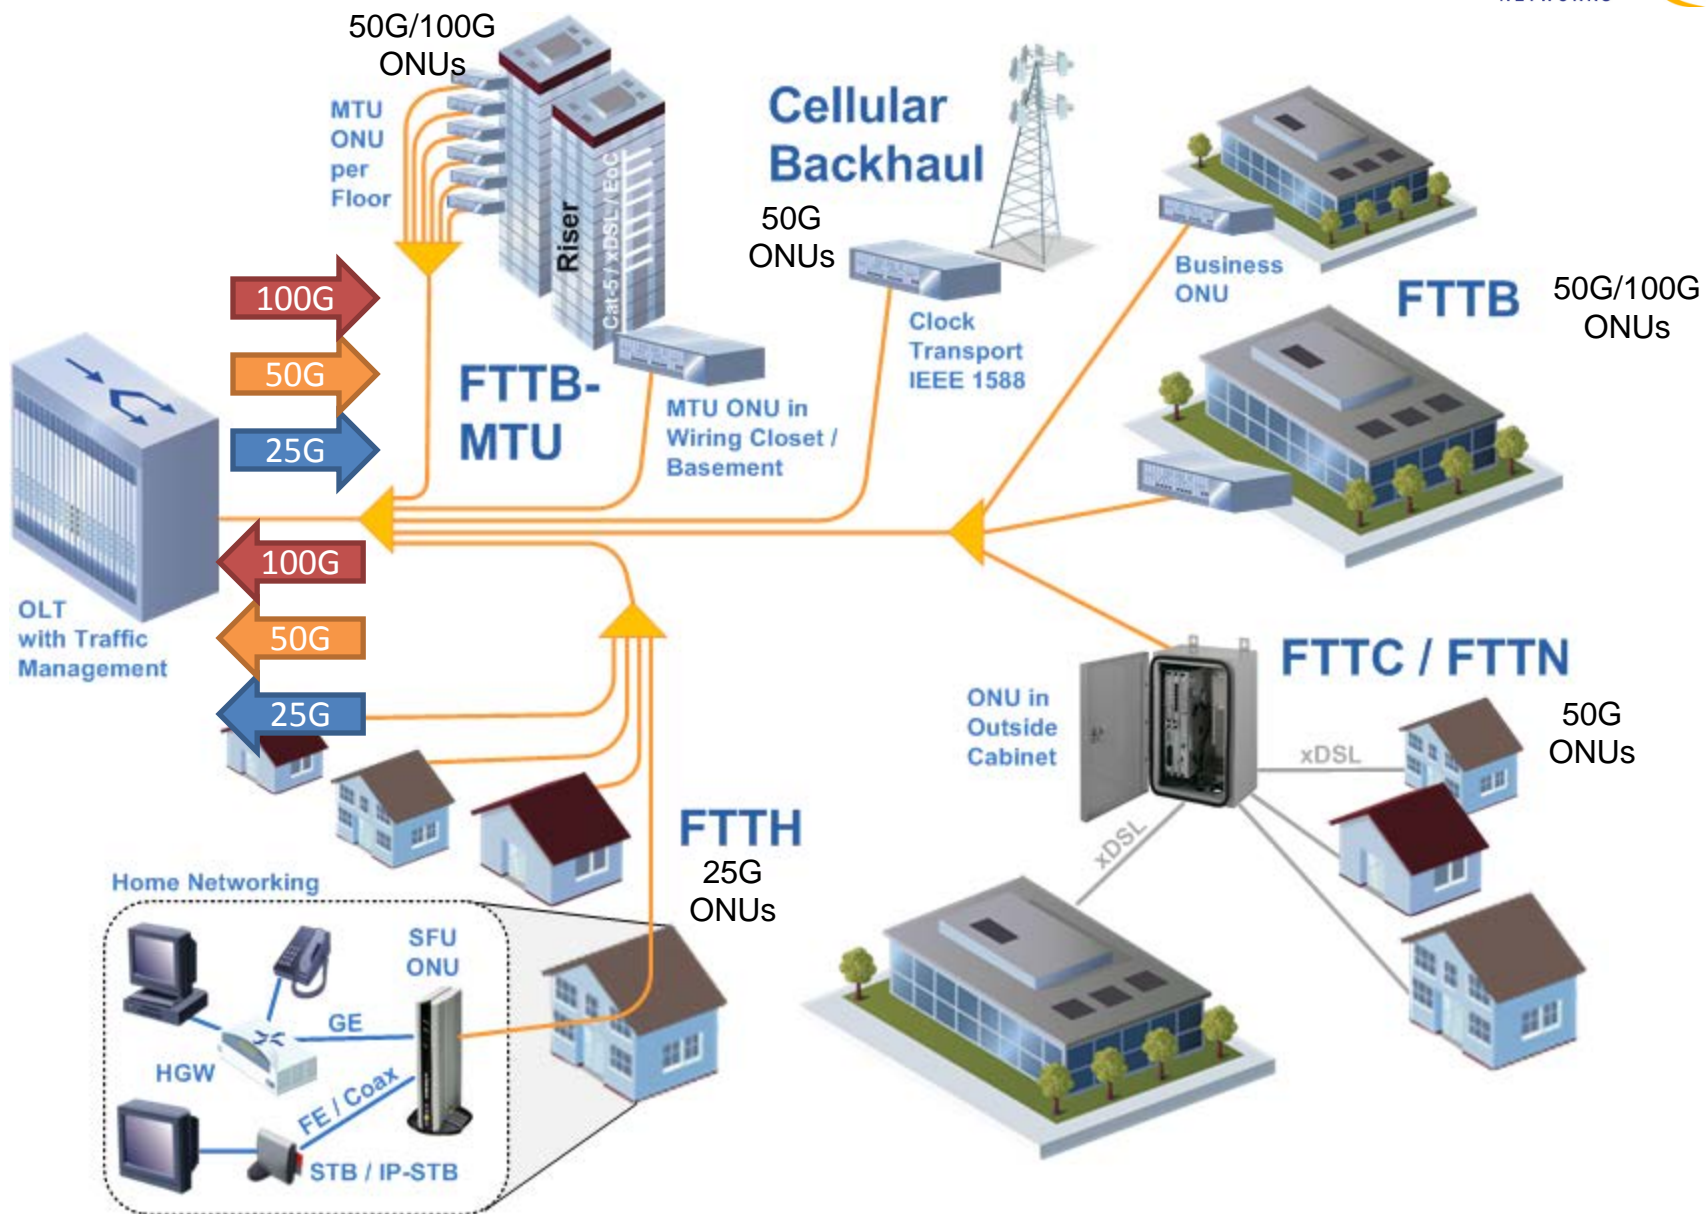 50G/100G
ONUs
MTU
ONU
per
Floor
Riser
Cat-5 / xDSL / EoC
Cellular
Backhaul
50G
ONUs
Clock
Transport
IEEE 1588
Business
ONU
FTTB
50G/100G
ONUs
100G
50G
25G
FTTB-
MTU
MTU ONU in
Wiring Closet /
Basement
100G
50G
25G
OLT
with Traffic
Management
FTTC / FTTN
50G
ONUs
ONU in
Outside
Cabinet
xDSL
xDSL
FTTH
25G
ONUs
Home Networking
SFU
ONU
GE
HGW
FE / Coax
STB / IP-STB